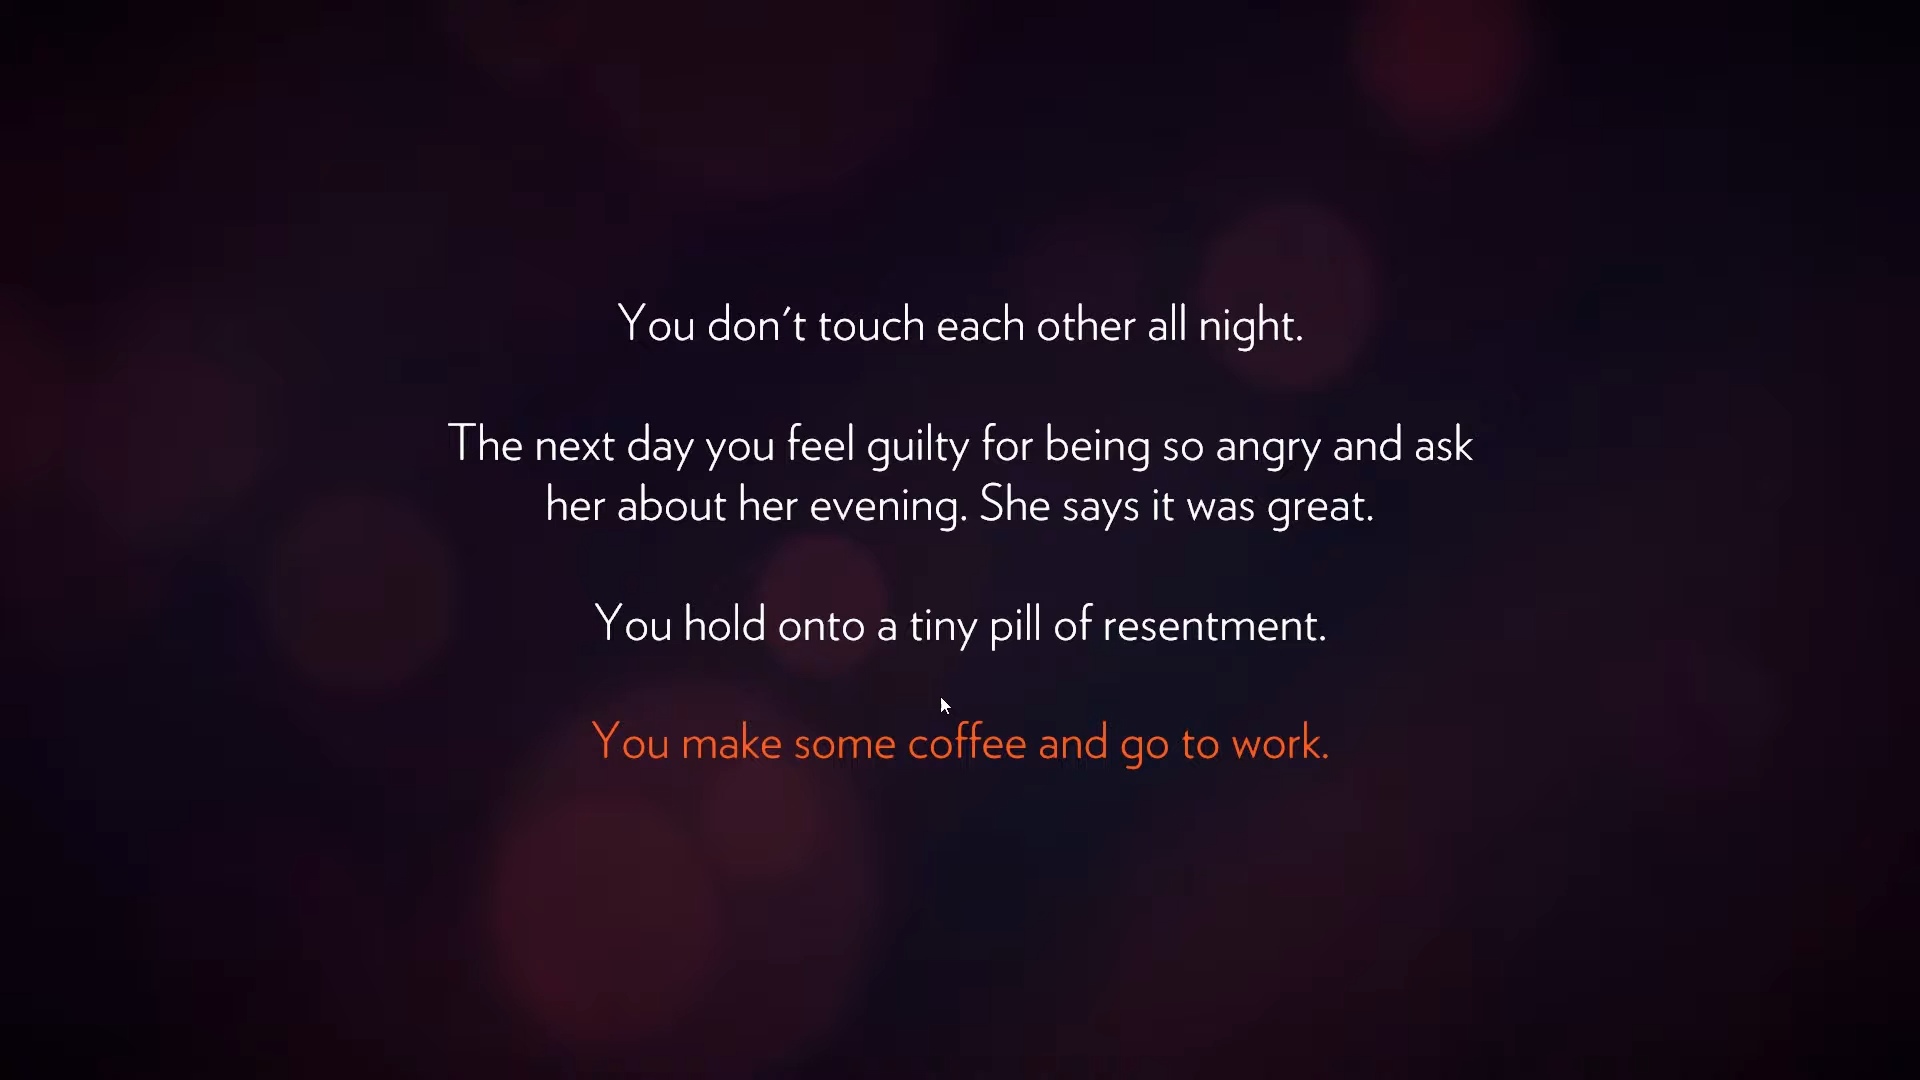 You don't touch each other all night.
The next day you feel guilty for being so angry and ask
her about her evening. She says it was great.
You hold onto a tiny pill of resentment.
You make some coffee and go to work.